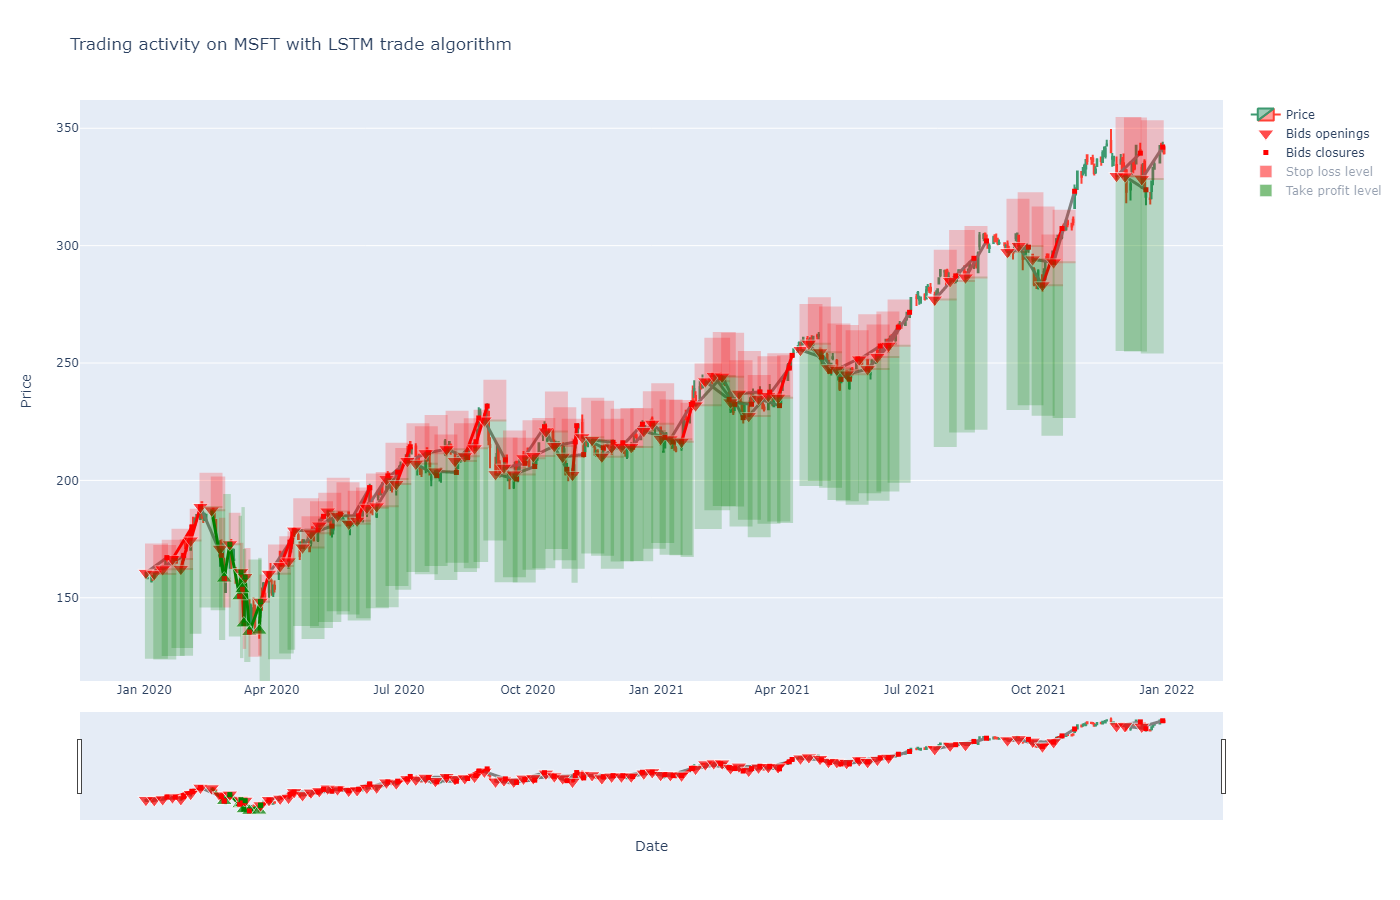 Trading activity on MSFT with LSTM trade algorithm
Price
Bids openings
Bids closures
Stop loss level
Take profit level
350
300
250
200
150
Price
Jan 2020
Apr 2020
Jul 2020
Oct 2020
Jan 2021
Apr 2021
Jul 2021
Oct 2021
Jan 2022
Date